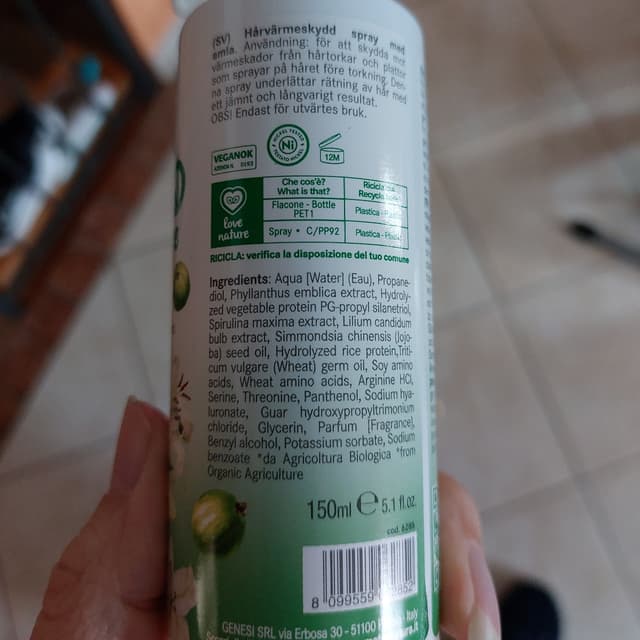 (SV) Hårvärmeskydd spray med
amla. Användning: för att skydda mot
värmeskador från hårtorkar och plattor
som sprayar på håret före torkning. Den-
na spray underlättar rätning av hår med
ett jämnt och långvarigt resultat.
OBS! Endast för utvärtes bruk.
VEGANOK
Ni
12M
Che cos'è?
What is that?
Flacone - Bottle
PET1
Plastica -
love
nature
Spray • C/PP92
Plastica -
RICICLA: verifica la disposizione del tuo comune
Ingredients: Aqua [Water] (Eau), Propane-
diol, Phyllanthus emblica extract, Hydroly-
zed vegetable protein PG-propyl silanetriol,
Spirulina maxima extract, Lilium candidum
bulb extract, Simmondsia chinensis (Jojo-
ba) seed oil, Hydrolyzed rice protein,Triti-
cum vulgare (Wheat) germ oil, Soy amino
acids, Wheat amino acids, Arginine HCl,
Serine, Threonine, Panthenol, Sodium hya-
luronate, Guar hydroxypropyltrimonium
chloride, Glycerin, Parfum [Fragrance],
Benzyl alcohol, Potassium sorbate, Sodium
benzoate *da Agricoltura Biologica *from
Organic Agriculture
150ml ℮ 5.1 fl.oz.
8 099559
GENESI SRL via Erbosa 30 - 51100 Italy